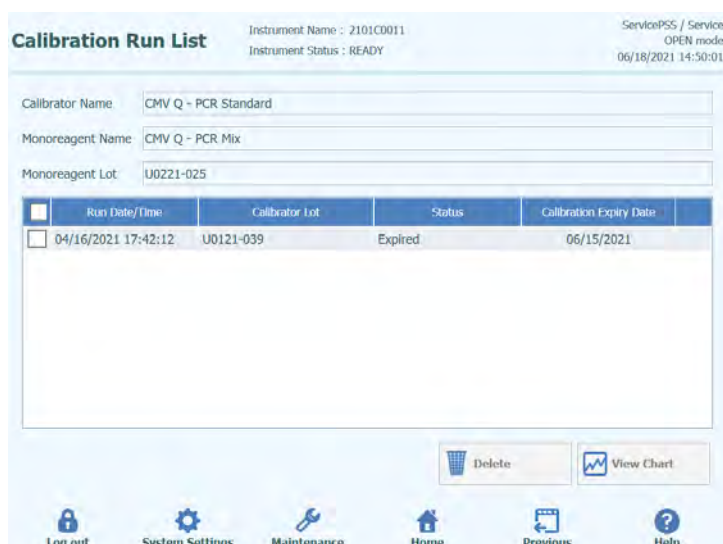 Calibration Run List
Instrument Name : 2101C0011
Instrument Status : READY
ServicePSS / Service
OPEN mode
06/18/2021 14:50:01
Calibrator Name CMV Q - PCR Standard
Monoreagent Name CMV Q - PCR Mix
Monoreagent Lot U0221-025
Run Date/Time Calibrator Lot Status Calibration Expiry Date
04/16/2021 17:42:12 U0121-039 Expired 06/15/2021
Delete View Chart
Log out System Settings Maintenance Home Previous Help